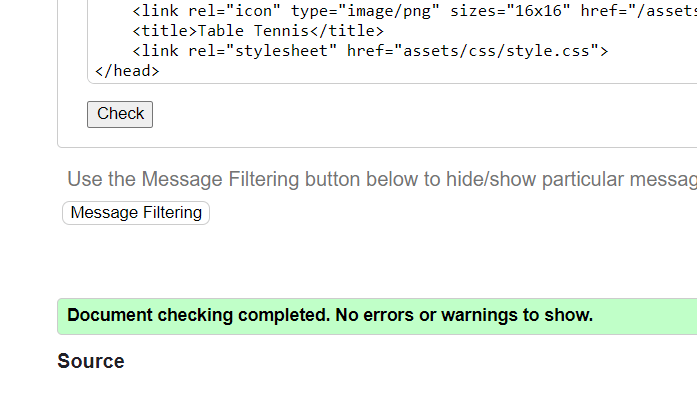 <link rel="icon" type="image/png" sizes="16x16" href="/assets
<title>Table Tennis</title>
<link rel="stylesheet" href="assets/css/style.css">
</head>
Check
Use the Message Filtering button below to hide/show particular messag
Message Filtering
Document checking completed. No errors or warnings to show.
Source